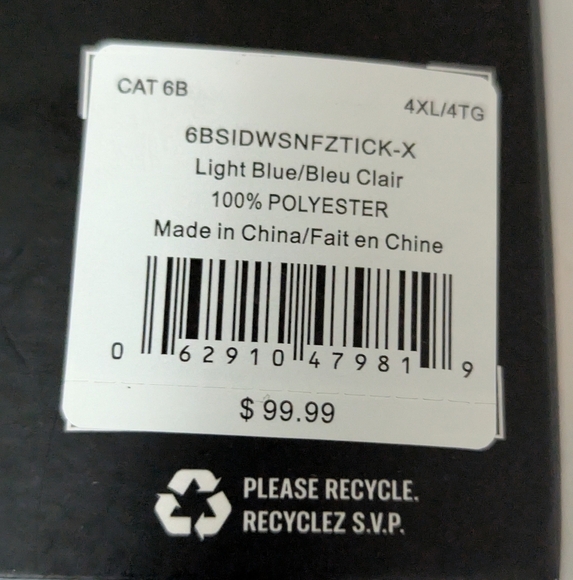 CAT 6B
4XL/4TG
6BSIDWSNFZTICK-X
Light Blue/Bleu Clair
100% POLYESTER
Made in China/Fait en Chine
0 62910 47981 9
$ 99.99
PLEASE RECYCLE.
RECYCLEZ S.V.P.